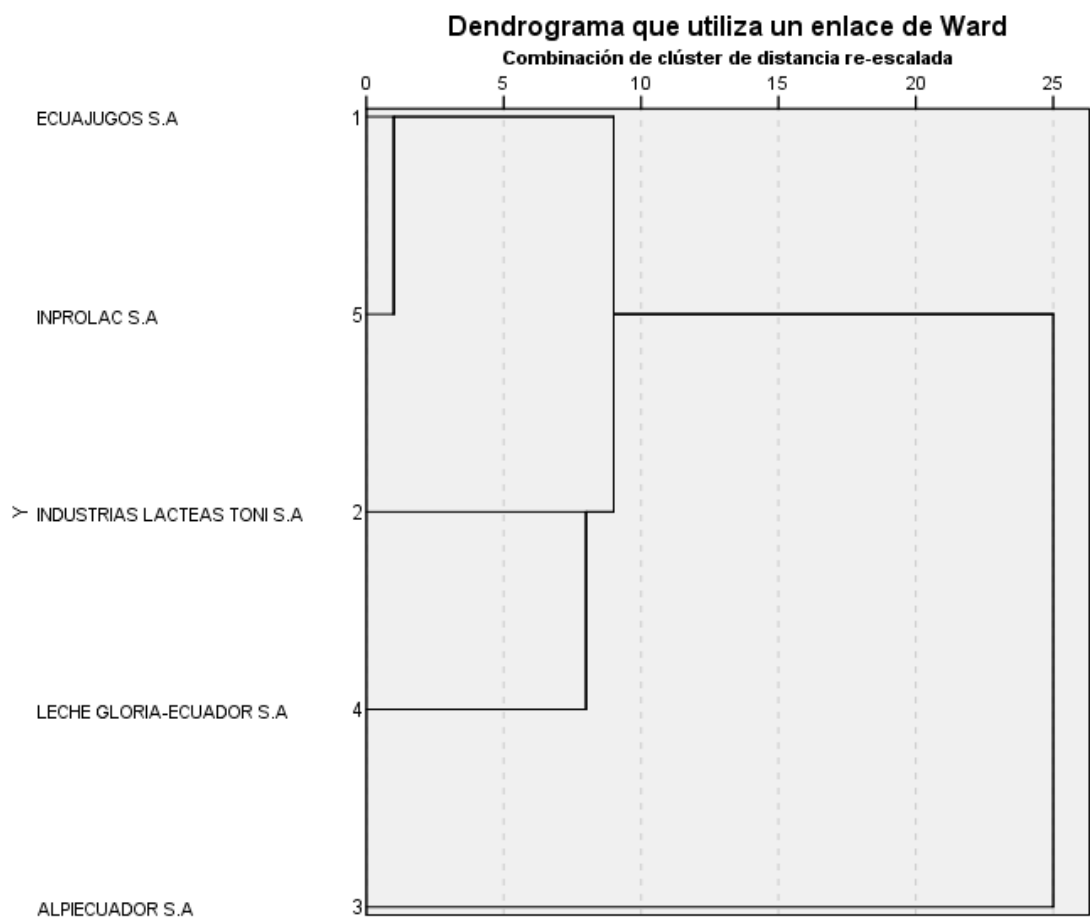 Dendrograma que utiliza un enlace de Ward
Combinación de clúster de distancia re-escalada
0 5 10 15 20 25
ECUAJUGOS S.A 1
INPROLAC S.A 5
Y INDUSTRIAS LACTEAS TONI S.A 2
LECHE GLORIA-ECUADOR S.A 4
ALPIECUADOR S.A 3